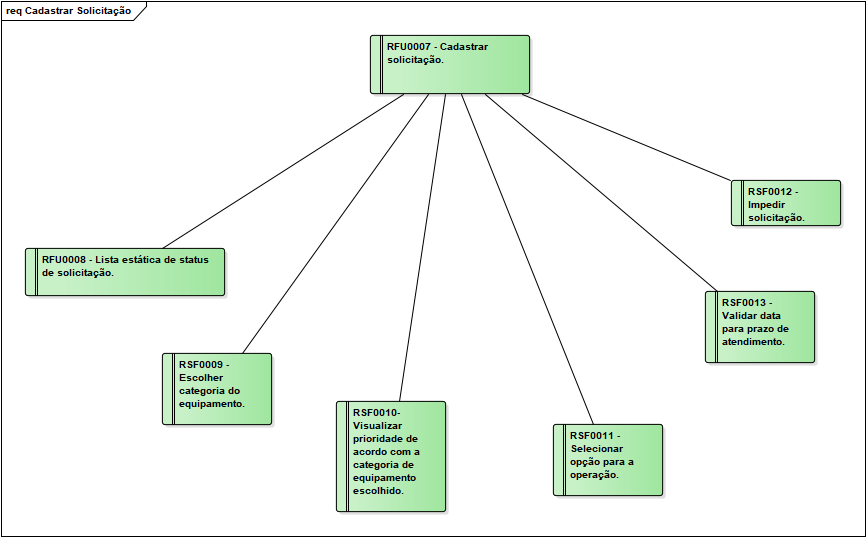 req Cadastrar Solicitação
RFU0007 - Cadastrar
solicitação.
RSF0012 -
Impedir
solicitação.
RFU0008 - Lista estática de status
de solicitação.
RSF0013 -
Validar data
para prazo de
atendimento.
RSF0009 -
Escolher
categoria do
equipamento.
RSF0010-
Visualizar
prioridade de
acordo com a
categoria de
equipamento
escolhido.
RSF0011 -
Selecionar
opção para a
operação.